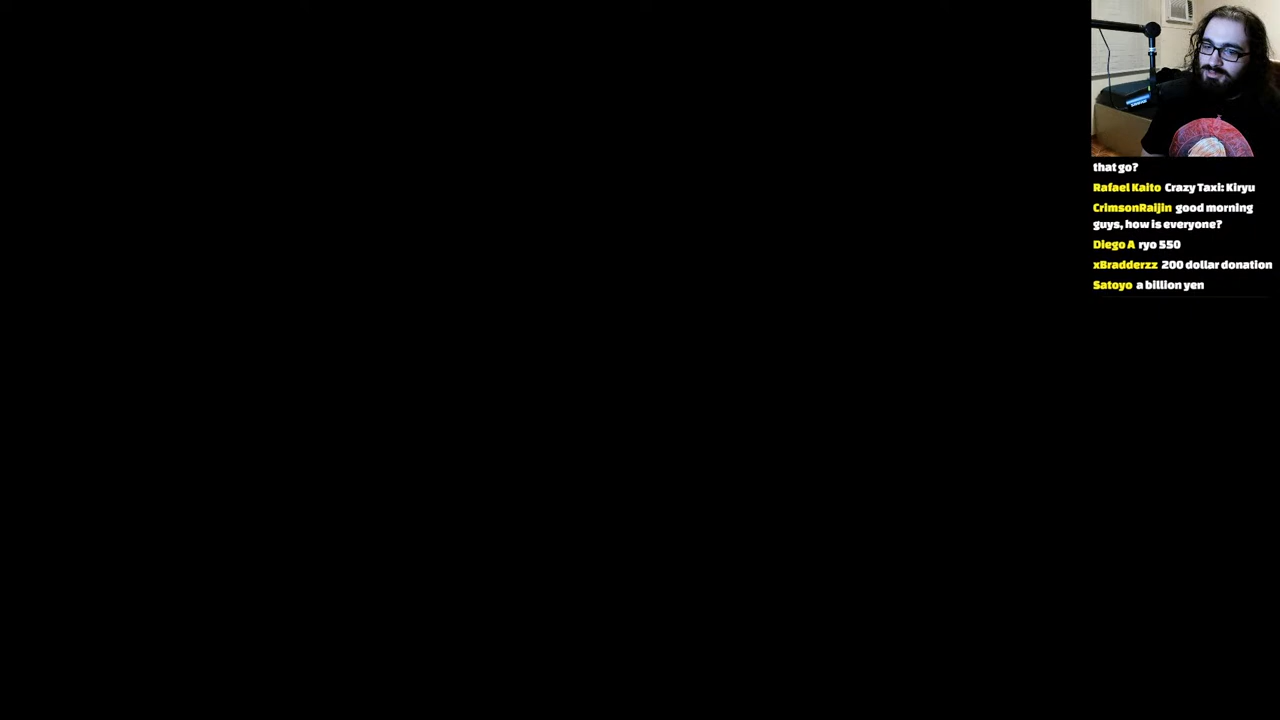 that go?
Rafael Kaito Crazy Taxi: Kiryu
CrimsonRaijin good morning
guys, how is everyone?
Diego A ryo 550
xBradderzz 200 dollar donation
Satoyo a billion yen